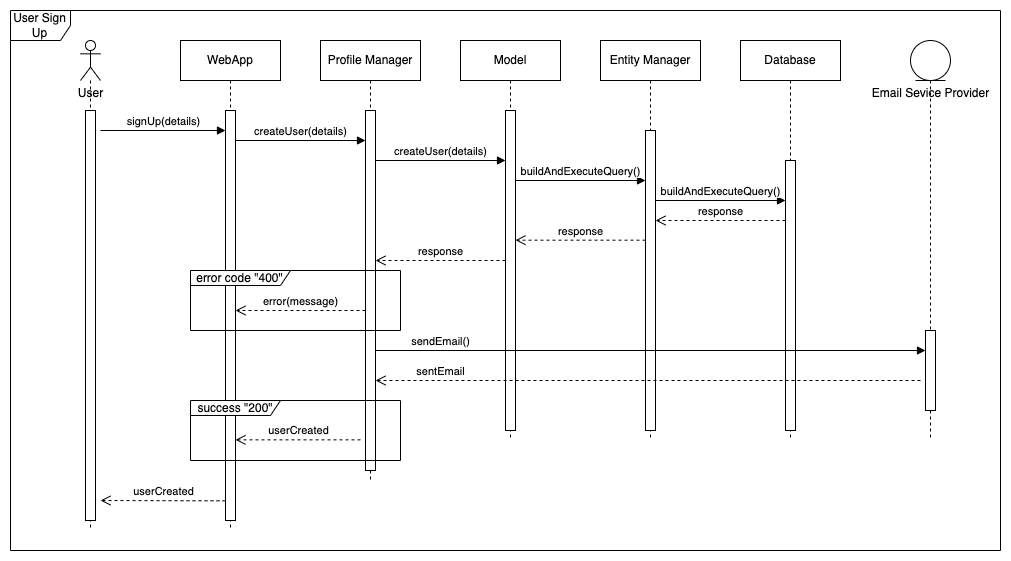 User Sign
Up
WebApp
Profile Manager
Model
Entity Manager
Database
User
Email Sevice Provider
signUp(details)
createUser(details)
createUser(details)
buildAndExecuteQuery()
buildAndExecuteQuery()
response
response
response
error code "400"
error(message)
sendEmail()
sentEmail
success "200"
userCreated
userCreated